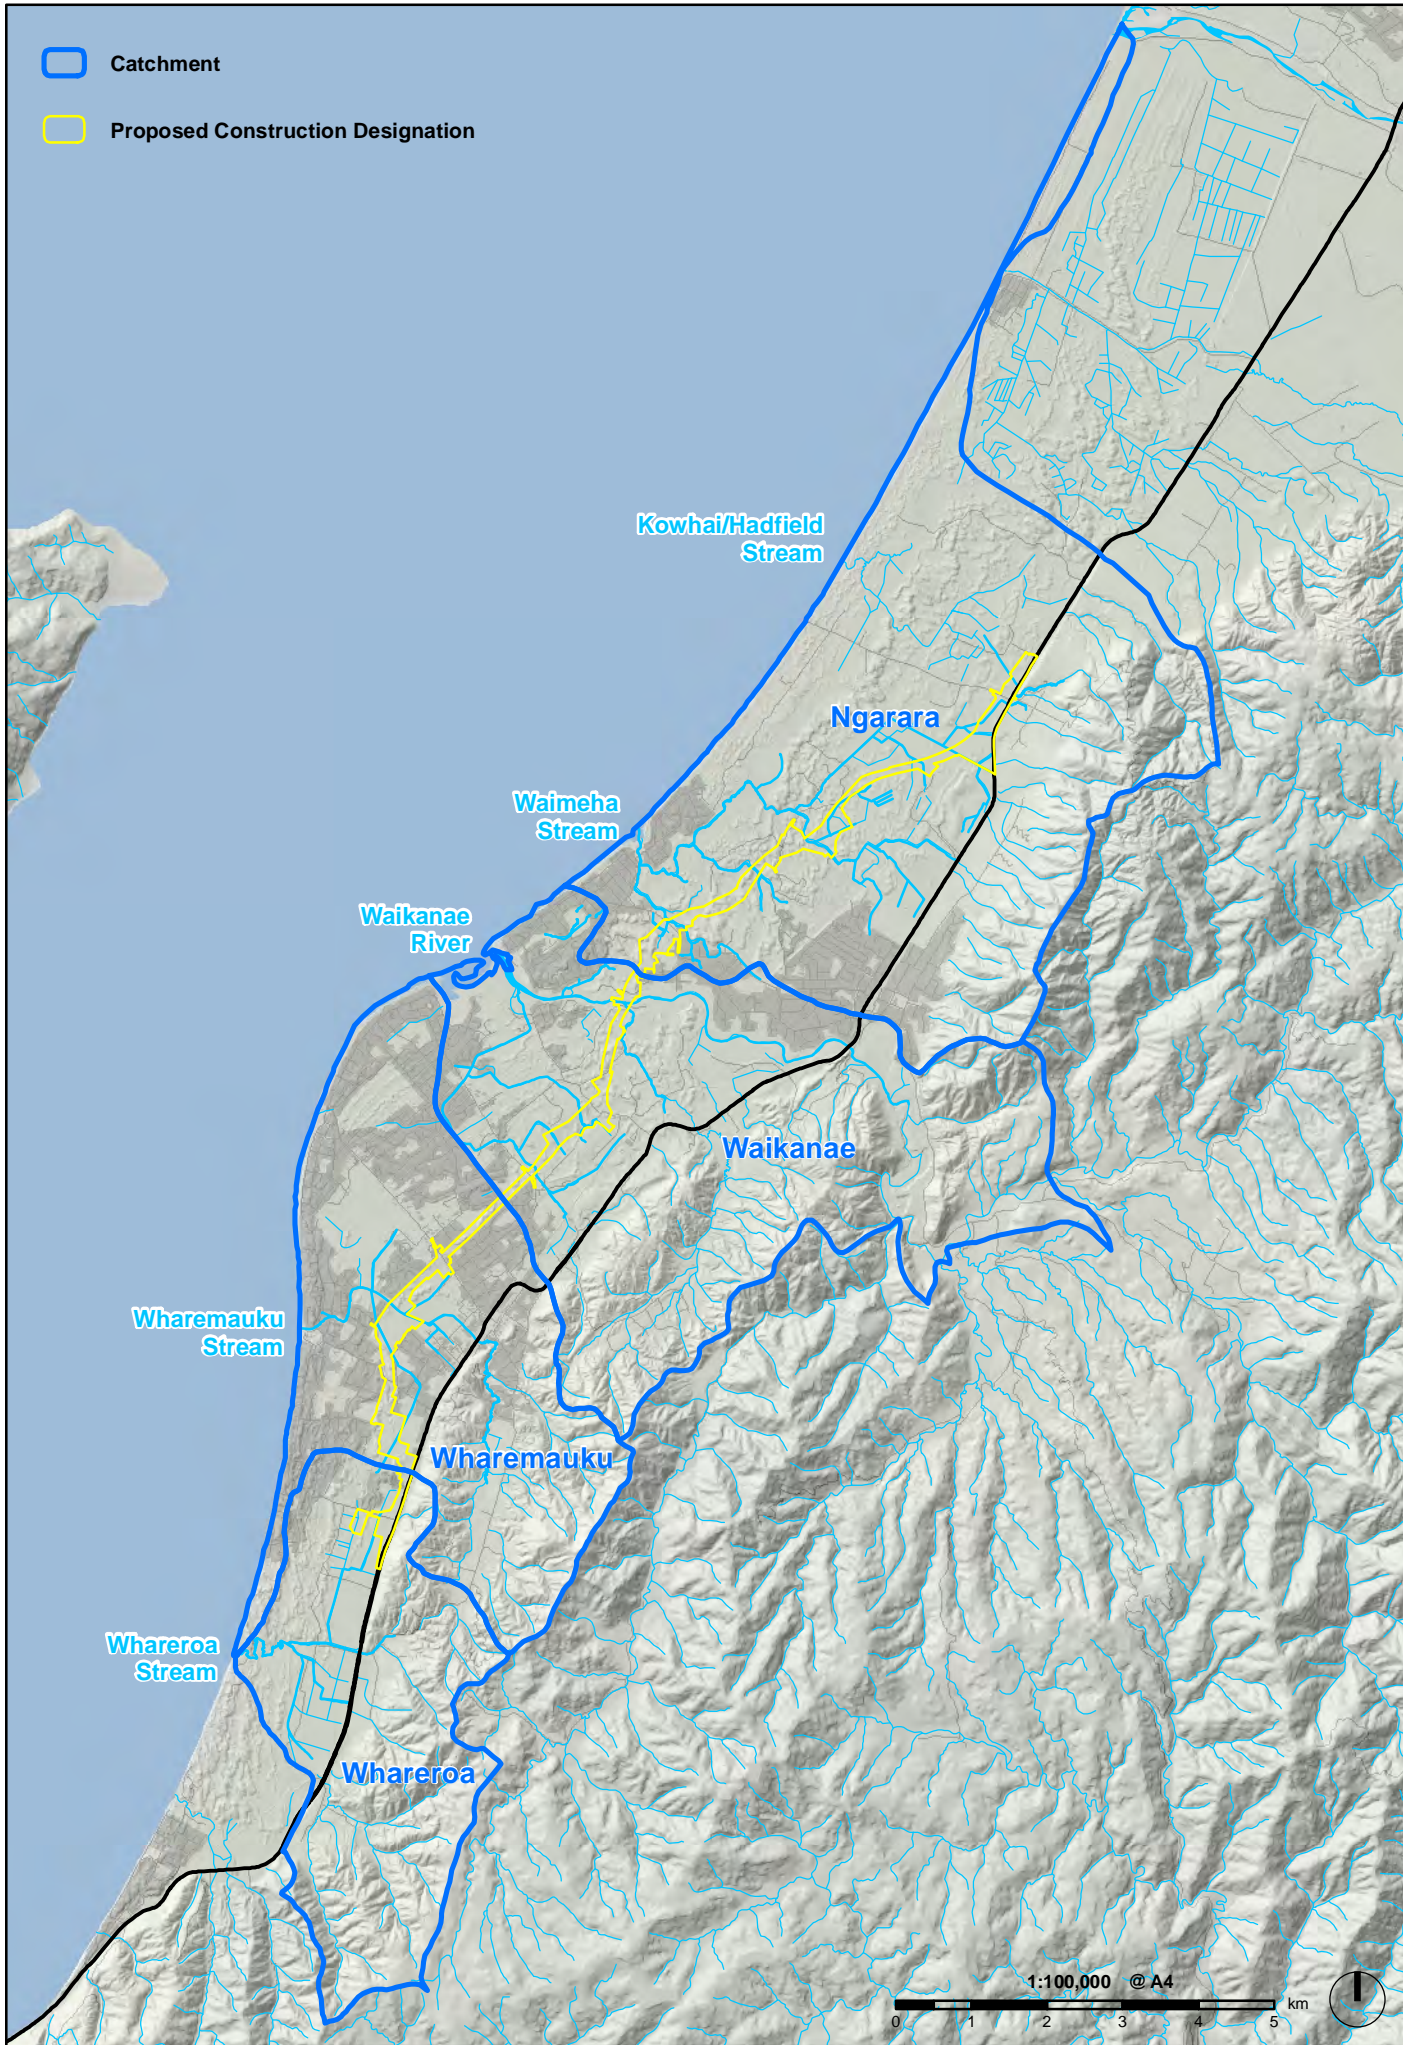 Catchment
Proposed Construction Designation
Kowhai/Hadfield
Stream
Ngarara
Waimeha
Stream
Waikanae
River
Waikanae
Wharemauku
Stream
Wharemauku
Whareroa
Stream
Whareroa
1:100,000 @ A4
km
0 1 2 3 4 5